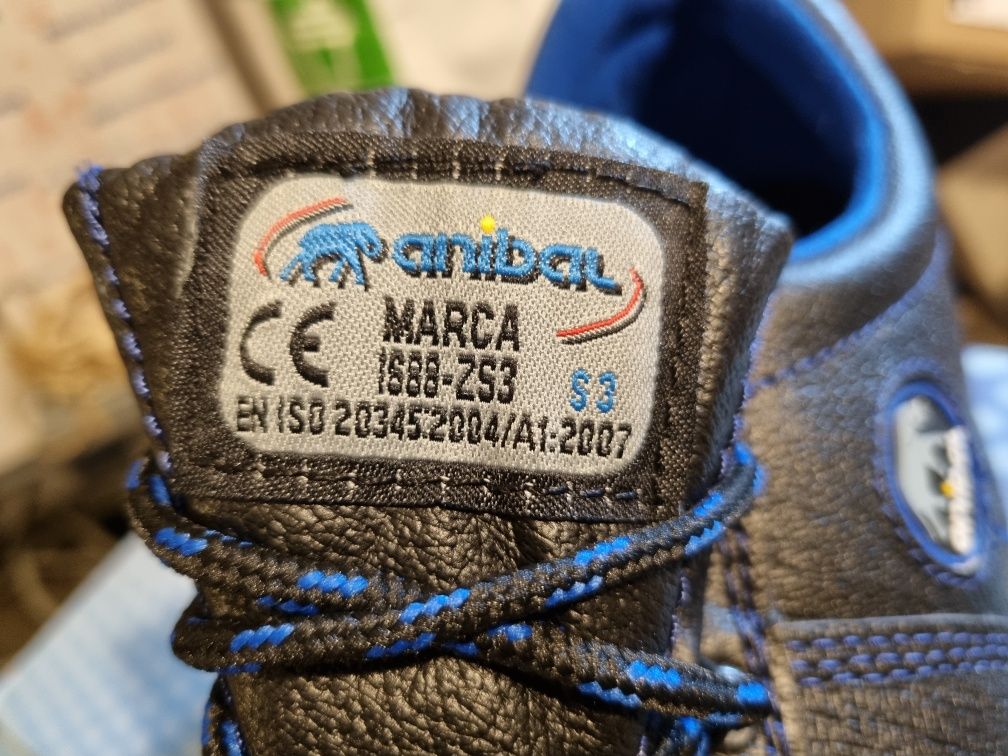 anibal
CE
MARCA
1688-ZS3
S3
EN ISO 20345:2004/A1:2007